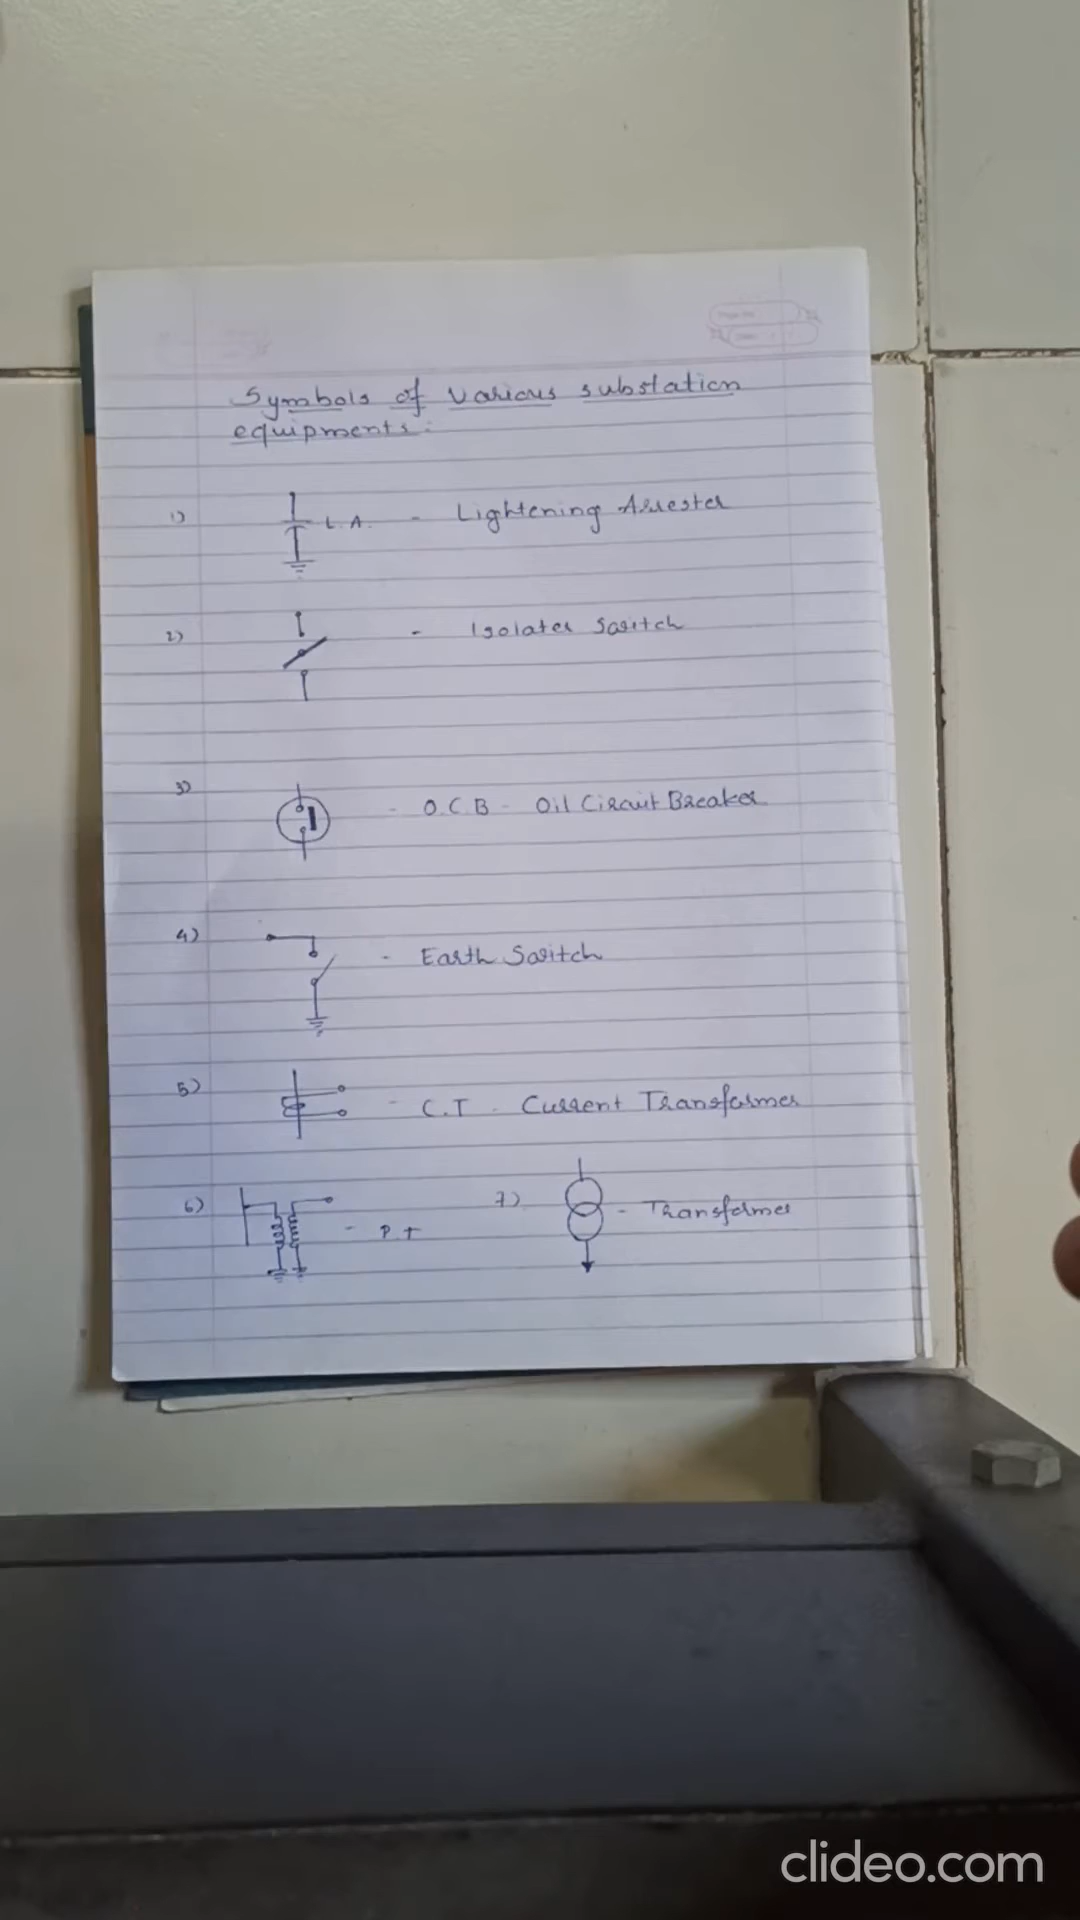 Symbols of various substation
equipments:
1) L.A. - Lightening Arrester
2) - Isolater Switch
3) - O.C.B - Oil Circuit Breaker
4) - Earth Switch
5) - C.T - Current Transformer
6) - P.T 7) - Transformer
clideo.com